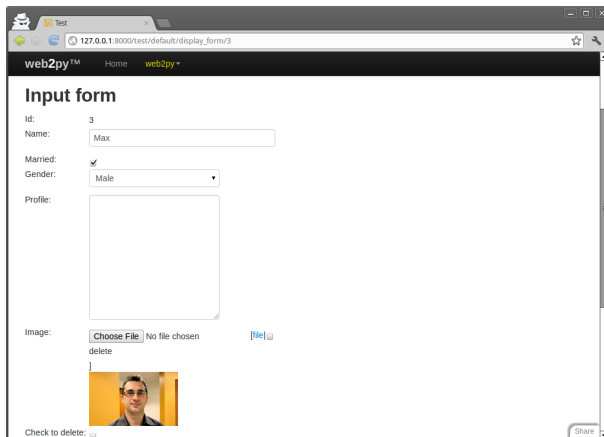 Test
127.0.0.1:8000/test/default/display_form/3
web2py™ Home web2py
Input form
Id: 3
Name: Max
Married:
Gender: Male
Profile:
Image: Choose File No file chosen [file|
delete
]
Check to delete:
Share